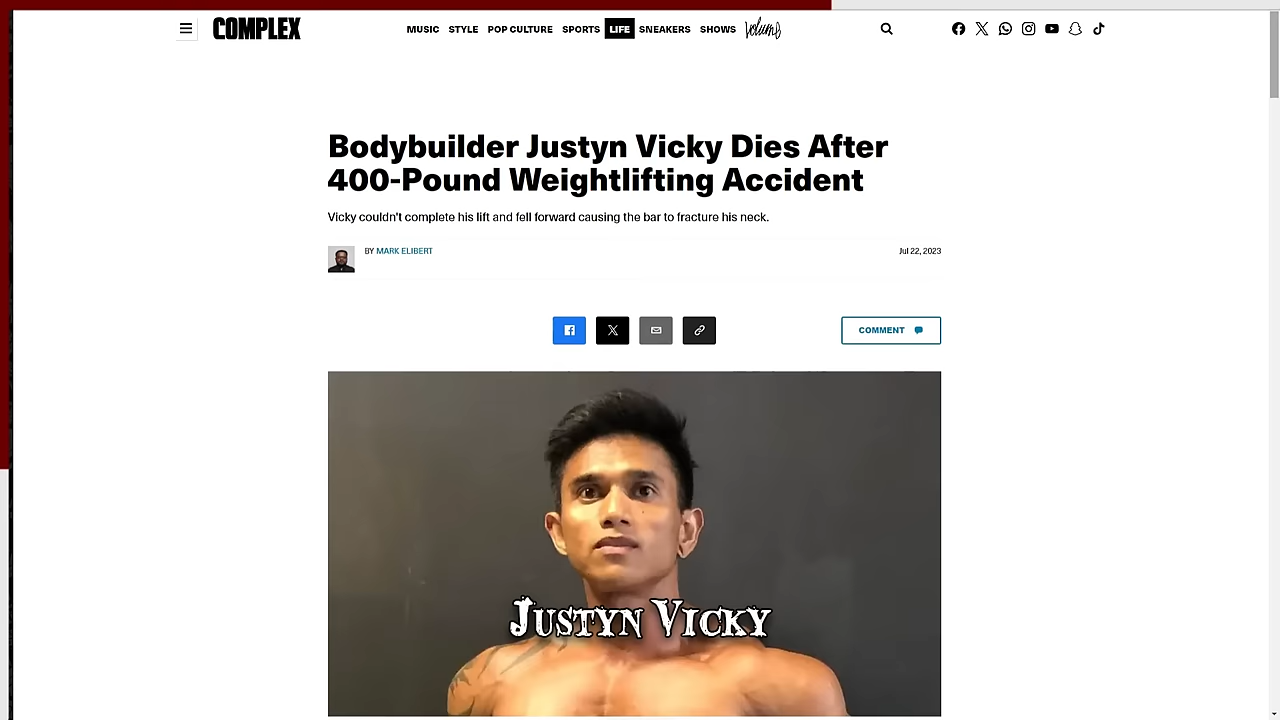 COMPLEX
MUSIC STYLE POP CULTURE SPORTS LIFE SNEAKERS SHOWS Volume
Bodybuilder Justyn Vicky Dies After
400-Pound Weightlifting Accident
Vicky couldn't complete his lift and fell forward causing the bar to fracture his neck.
BY MARK ELIBERT
Jul 22, 2023
COMMENT
JUSTYN VICKY